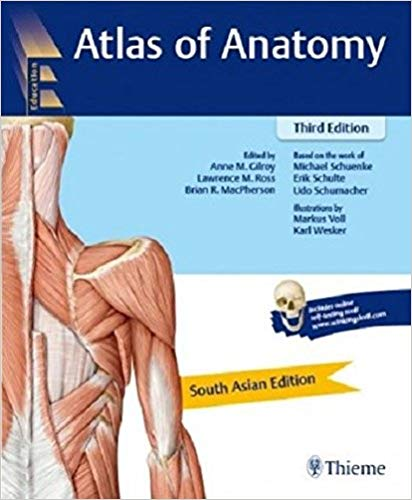 Education
Atlas of Anatomy
Third Edition
Edited by
Anne M. Gilroy
Lawrence M. Ross
Brian R. MacPherson
Based on the work of
Michael Schuenke
Erik Schulte
Udo Schumacher
Illustrations by
Markus Voll
Karl Wesker
Includes online
self-testing tool!
www.winkingskull.com
South Asian Edition
Thieme